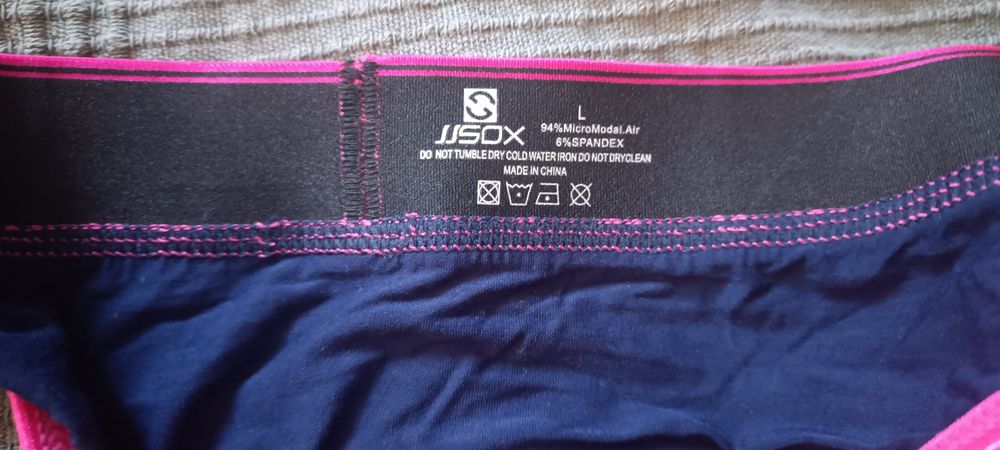 JJSOX
L
94%MicroModal.Air
6%SPANDEX
DO NOT TUMBLE DRY COLD WATER IRON DO NOT DRYCLEAN
MADE IN CHINA